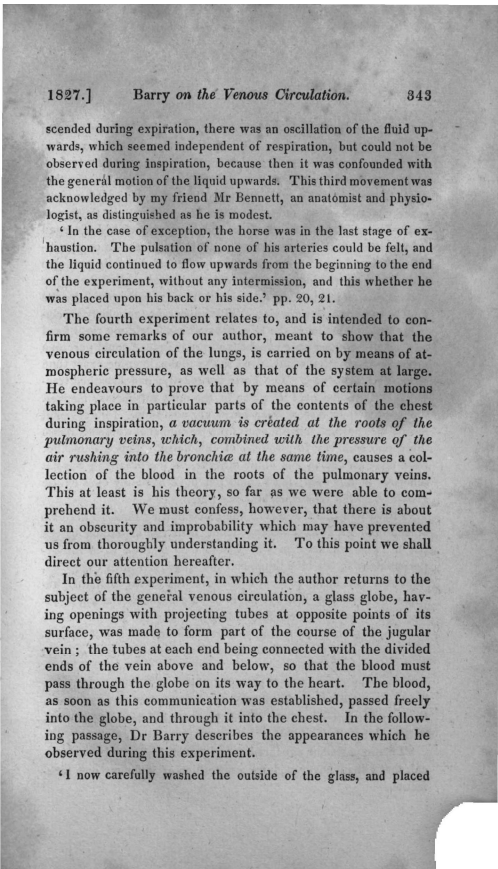 1827.] Barry on the Venous Circulation. 343
scended during expiration, there was an oscillation of the fluid up-
wards, which seemed independent of respiration, but could not be
observed during inspiration, because then it was confounded with
the general motion of the liquid upwards. This third movement was
acknowledged by my friend Mr Bennett, an anatomist and physio-
logist, as distinguished as he is modest.
‘ In the case of exception, the horse was in the last stage of ex-
haustion. The pulsation of none of his arteries could be felt, and
the liquid continued to flow upwards from the beginning to the end
of the experiment, without any intermission, and this whether he
was placed upon his back or his side.’ pp. 20, 21.
The fourth experiment relates to, and is intended to con-
firm some remarks of our author, meant to show that the
venous circulation of the lungs, is carried on by means of at-
mospheric pressure, as well as that of the system at large.
He endeavours to prove that by means of certain motions
taking place in particular parts of the contents of the chest
during inspiration, a vacuum is created at the roots of the
pulmonary veins, which, combined with the pressure of the
air rushing into the bronchiæ at the same time, causes a col-
lection of the blood in the roots of the pulmonary veins.
This at least is his theory, so far as we were able to com-
prehend it. We must confess, however, that there is about
it an obscurity and improbability which may have prevented
us from thoroughly understanding it. To this point we shall
direct our attention hereafter.
In the fifth experiment, in which the author returns to the
subject of the general venous circulation, a glass globe, hav-
ing openings with projecting tubes at opposite points of its
surface, was made to form part of the course of the jugular
vein ; the tubes at each end being connected with the divided
ends of the vein above and below, so that the blood must
pass through the globe on its way to the heart. The blood,
as soon as this communication was established, passed freely
into the globe, and through it into the chest. In the follow-
ing passage, Dr Barry describes the appearances which he
observed during this experiment.
‘ I now carefully washed the outside of the glass, and placed